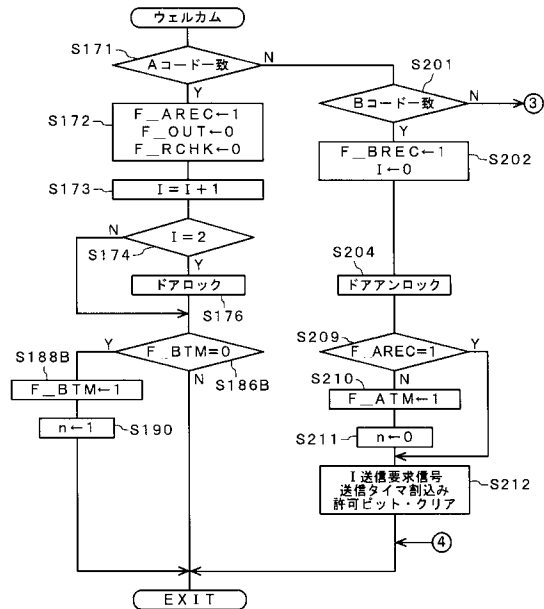 ウェルカム
S171
Aコード一致
N
Y
S172
F_AREC←1
F_OUT←0
F_RCHK←0
S173
I=I+1
N
I=2
S174
Y
ドアロック
S176
Y
F_BTM=0
S188B
N
S186B
F_BTM←1
n←1
S190
S201
Bコード一致
N
③
Y
F_BREC←1
I←0
S202
S204
ドアアンロック
S209
F_AREC=1
Y
S210
N
F_ATM←1
S211
n←0
I送信要求信号
送信タイマ割込み
許可ビット・クリア
S212
④
EXIT